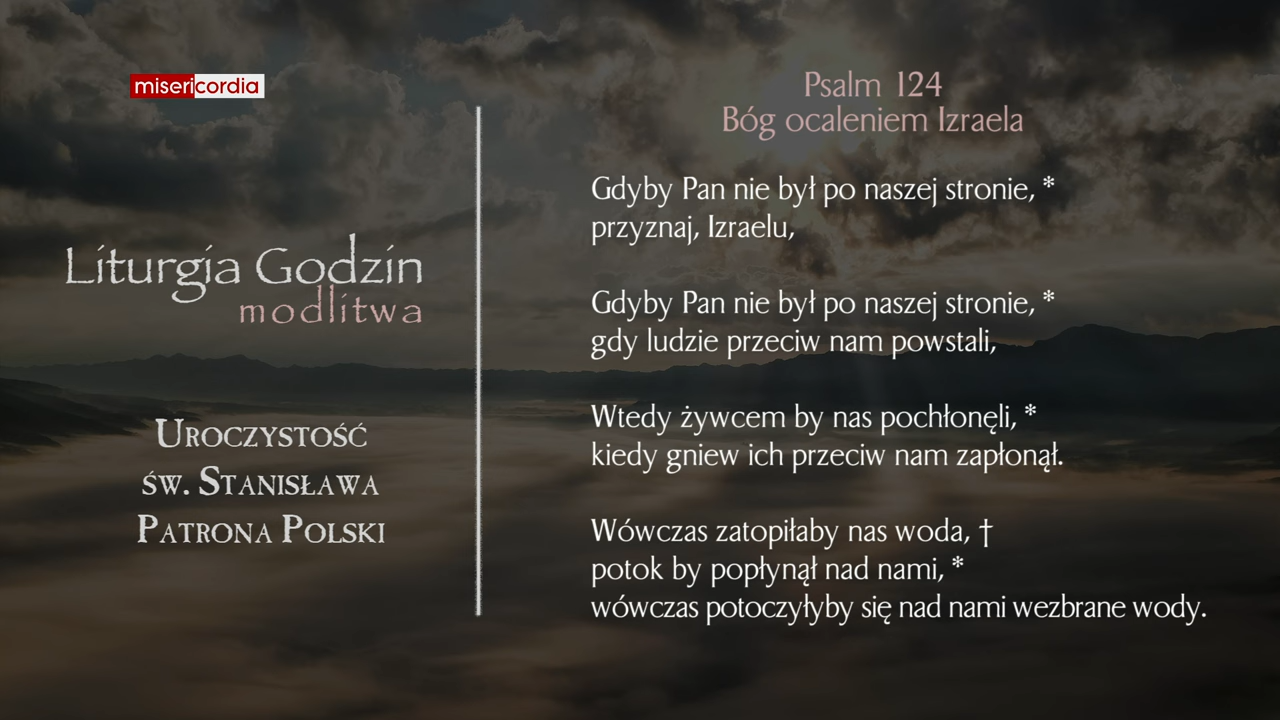 misericordia
Liturgia Godzin
modlitwa
Uroczystość
św. Stanisława
Patrona Polski
Psalm 124
Bóg ocaleniem Izraela
Gdyby Pan nie był po naszej stronie, *
przyznaj, Izraelu,
Gdyby Pan nie był po naszej stronie, *
gdy ludzie przeciw nam powstali,
Wtedy żywcem by nas pochłonęli, *
kiedy gniew ich przeciw nam zapłonął.
Wówczas zatopiłaby nas woda, †
potok by popłynął nad nami, *
wówczas potoczyłyby się nad nami wezbrane wody.